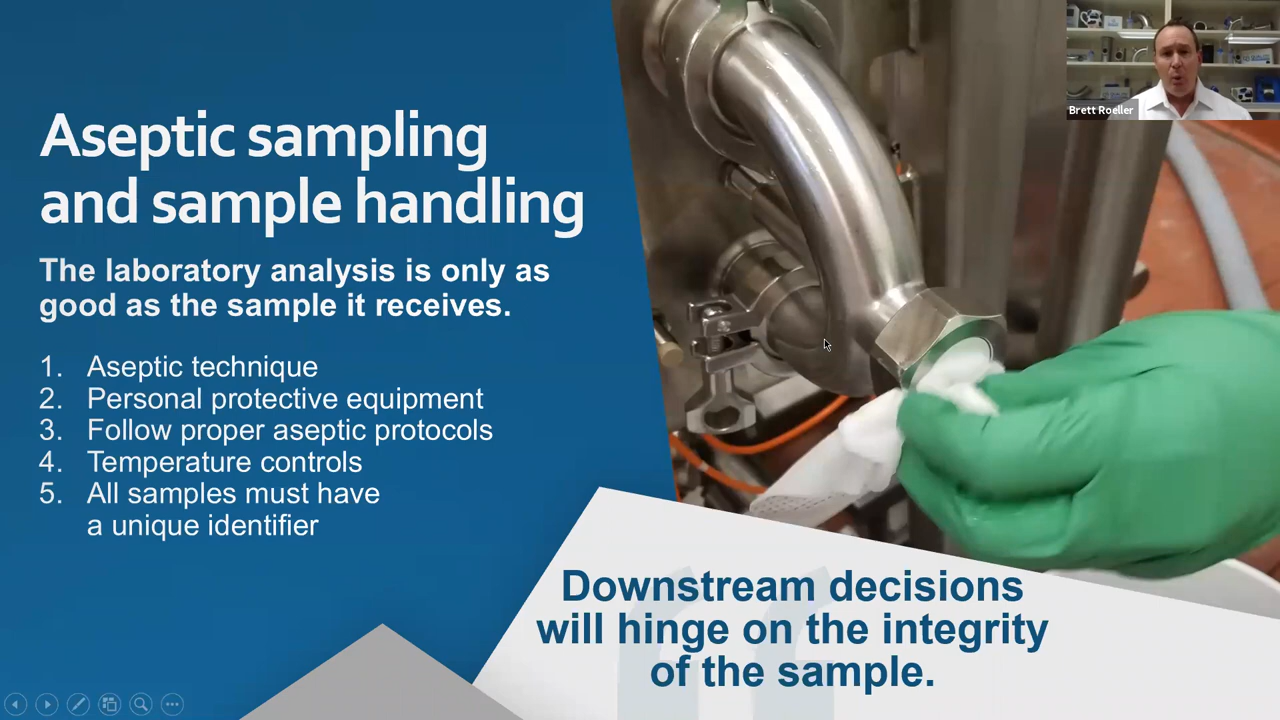 Aseptic sampling
and sample handling
The laboratory analysis is only as
good as the sample it receives.
1. Aseptic technique
2. Personal protective equipment
3. Follow proper aseptic protocols
4. Temperature controls
5. All samples must have
a unique identifier
Downstream decisions
will hinge on the integrity
of the sample.
Brett Roeller